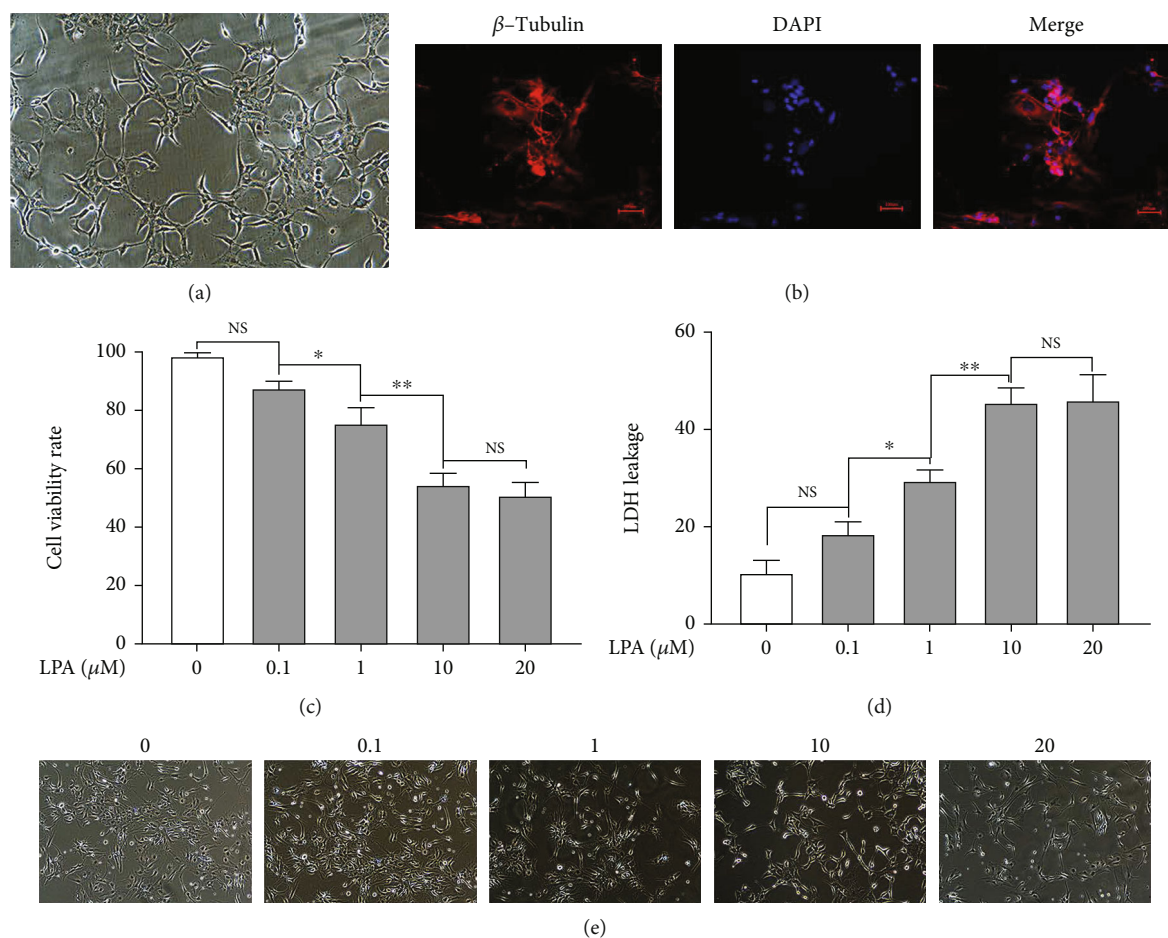 β–Tubulin
DAPI
Merge
(a)
(b)
Cell viability rate
100
80
60
40
20
0
NS
*
**
NS
LPA (μM)
0
0.1
1
10
20
(c)
LDH leakage
60
40
20
0
NS
*
**
NS
LPA (μM)
0
0.1
1
10
20
(d)
0
0.1
1
10
20
(e)